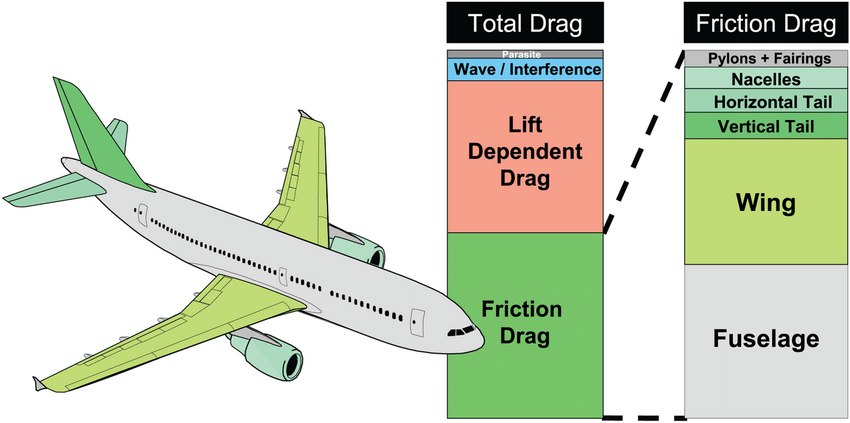 Total Drag
Parasite
Wave / Interference
Lift
Dependent
Drag
Friction
Drag
Friction Drag
Pylons + Fairings
Nacelles
Horizontal Tail
Vertical Tail
Wing
Fuselage